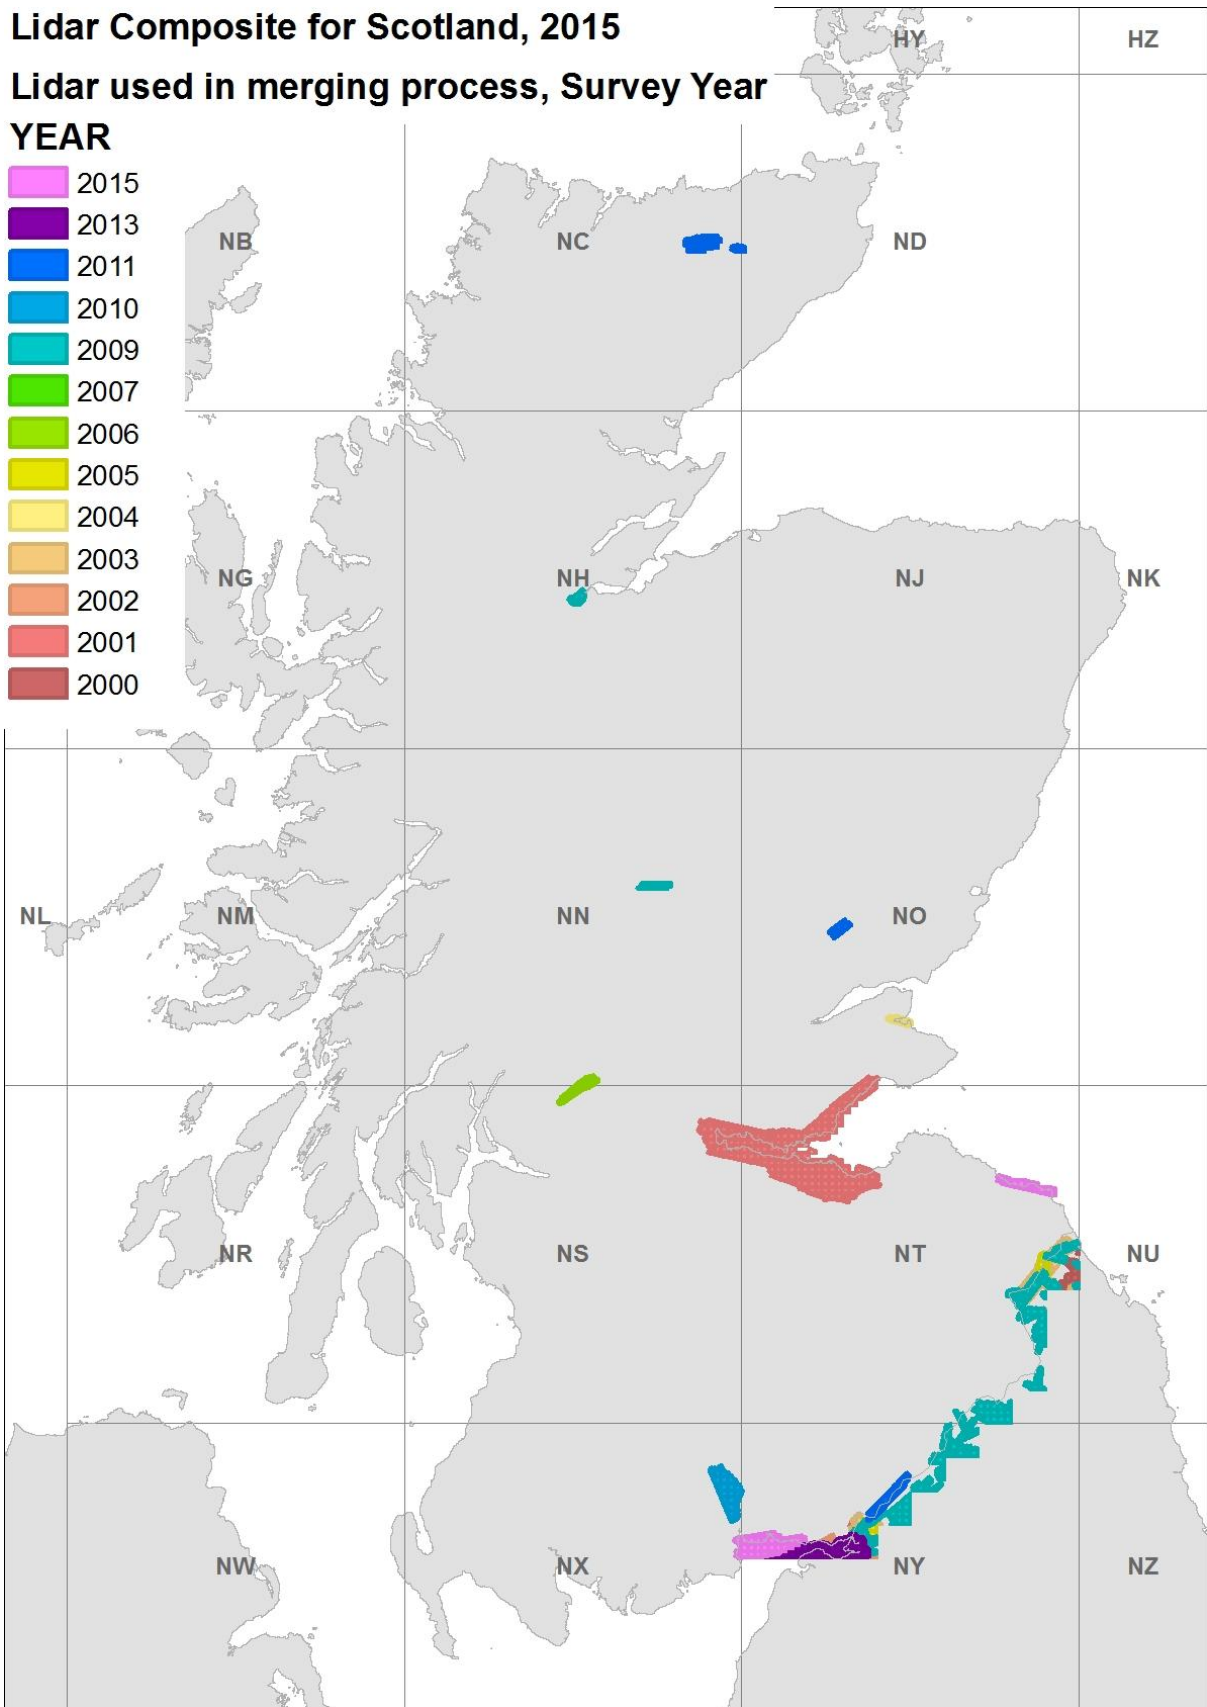 Lidar Composite for Scotland, 2015
Lidar used in merging process, Survey Year
YEAR
2015
2013
2011
2010
2009
2007
2006
2005
2004
2003
2002
2001
2000
HY
HZ
NB
NC
ND
NG
NH
NJ
NK
NL
NM
NN
NO
NR
NS
NT
NU
NW
NX
NY
NZ